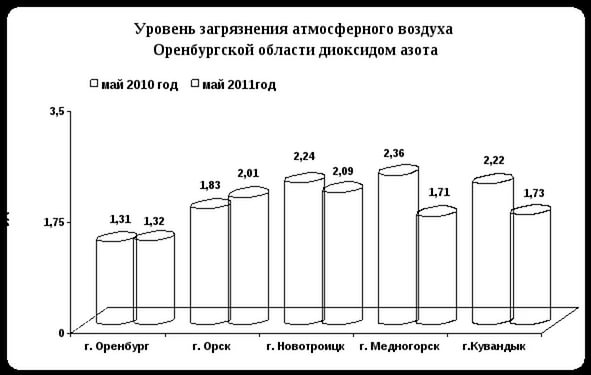 Уровень загрязнения атмосферного воздуха
Оренбургской области диоксидом азота
май 2010 год май 2011год
3,5
1,75
0
1,31 1,32 1,83 2,01 2,24 2,09 2,36 1,71 2,22 1,73
г. Оренбург г. Орск г. Новотроицк г. Медногорск г.Кувандык